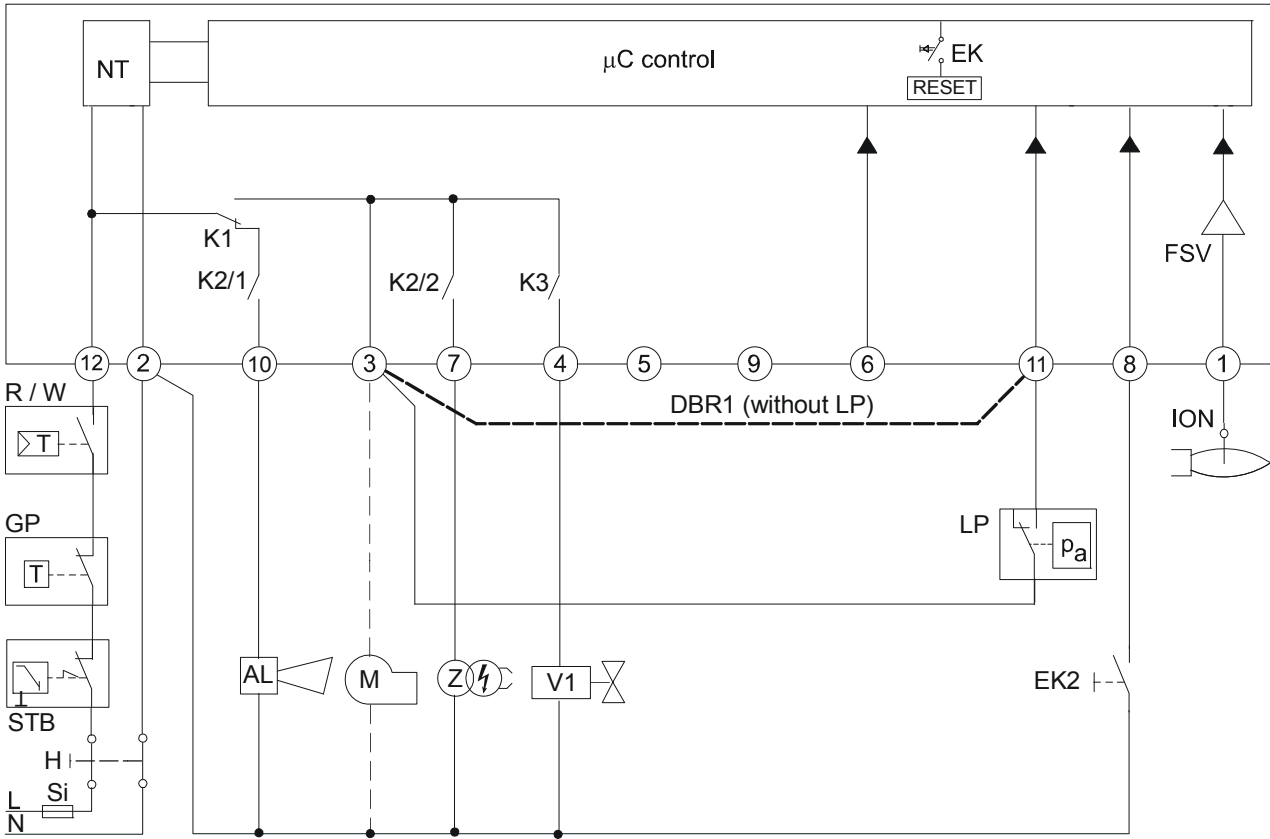 NT
μC control
EK
RESET
K1
FSV
K2/1
K2/2
K3
12
2
10
3
7
4
5
9
6
11
8
1
R / W
DBR1 (without LP)
ION
T
GP
LP
T
pa
AL
M
Z
V1
EK2
STB
H
Si
L
N